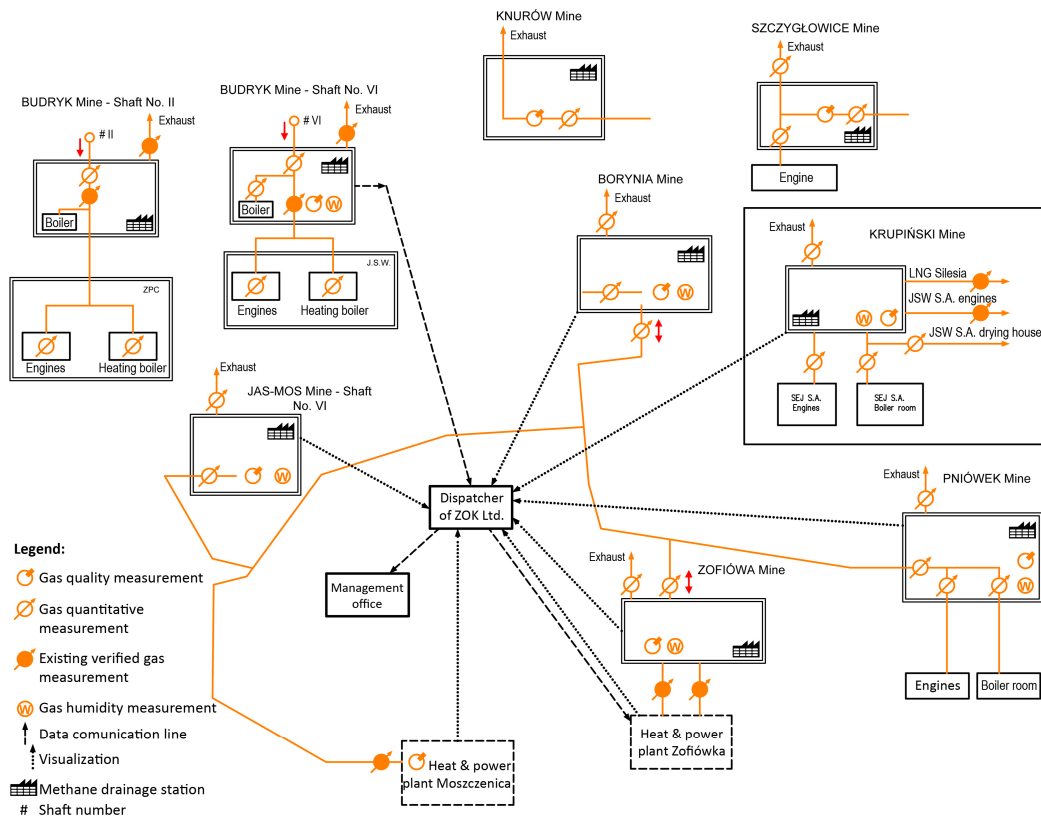 KNURÓW Mine
Exhaust
SZCZYGŁOWICE Mine
Exhaust
Engine
BUDRYK Mine - Shaft No. II
# II
Exhaust
Boiler
ZPC
Engines
Heating boiler
BUDRYK Mine - Shaft No. VI
# VI
Exhaust
Boiler
W
J.S.W.
Engines
Heating boiler
BORYNIA Mine
Exhaust
W
KRUPIŃSKI Mine
Exhaust
LNG Silesia
JSW S.A. engines
JSW S.A. drying house
W
SEJ S.A.
Engines
SEJ S.A.
Boiler room
Exhaust
JAS-MOS Mine - Shaft
No. VI
W
Dispatcher
of ZOK Ltd.
Management
office
PNIÓWEK Mine
Exhaust
W
Engines
Boiler room
Exhaust
ZOFIÓWA Mine
W
Heat & power
plant Zofiówka
Heat & power
plant Moszczenica
Legend:
Gas quality measurement
Gas quantitative
measurement
Existing verified gas
measurement
W
Gas humidity measurement
Data comunication line
Visualization
Methane drainage station
# Shaft number